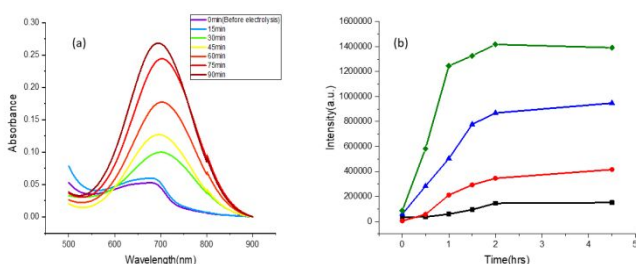 (a)
0min(Before electrolysis)
15min
30min
45min
60min
75min
90min
0.30
0.25
0.20
0.15
0.10
0.05
0.00
Absorbance
500 600 700 800 900
Wavelength(nm)
(b)
1600000
1400000
1200000
1000000
800000
600000
400000
200000
0
Intensity(a.u.)
0 1 2 3 4 5
Time(hrs)